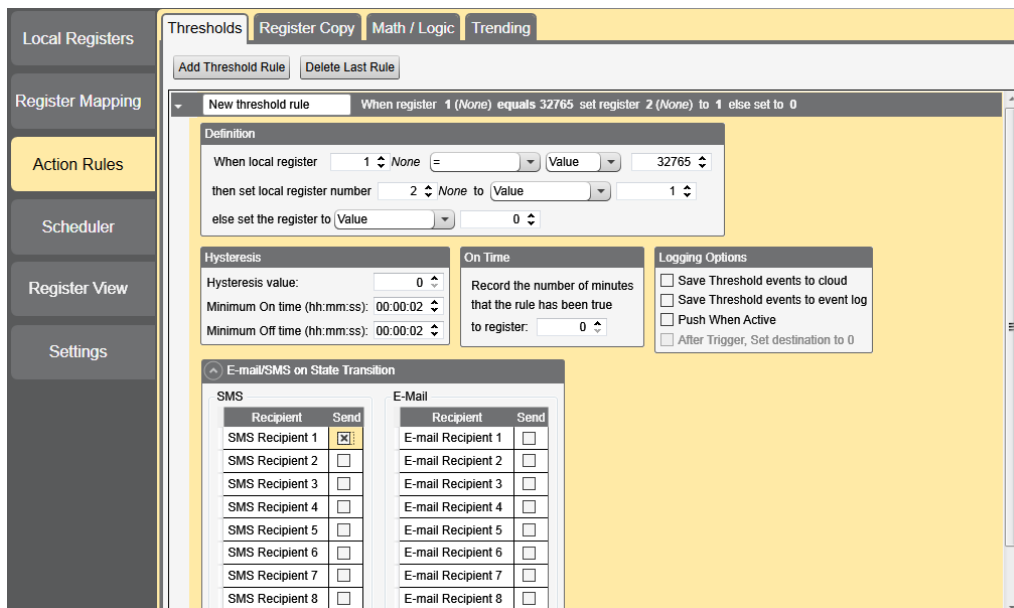 Local Registers
Register Mapping
Action Rules
Scheduler
Register View
Settings
Thresholds Register Copy Math / Logic Trending
Add Threshold Rule Delete Last Rule
New threshold rule When register 1 (None) equals 32765 set register 2 (None) to 1 else set to 0
Definition
When local register 1 None = Value 32765
then set local register number 2 None to Value 1
else set the register to Value 0
Hysteresis
Hysteresis value: 0
Minimum On time (hh:mm:ss): 00:00:02
Minimum Off time (hh:mm:ss): 00:00:02
On Time
Record the number of minutes
that the rule has been true
to register: 0
Logging Options
Save Threshold events to cloud
Save Threshold events to event log
Push When Active
After Trigger, Set destination to 0
E-mail/SMS on State Transition
SMS
Recipient Send
SMS Recipient 1
SMS Recipient 2
SMS Recipient 3
SMS Recipient 4
SMS Recipient 5
SMS Recipient 6
SMS Recipient 7
SMS Recipient 8
E-Mail
Recipient Send
E-mail Recipient 1
E-mail Recipient 2
E-mail Recipient 3
E-mail Recipient 4
E-mail Recipient 5
E-mail Recipient 6
E-mail Recipient 7
E-mail Recipient 8